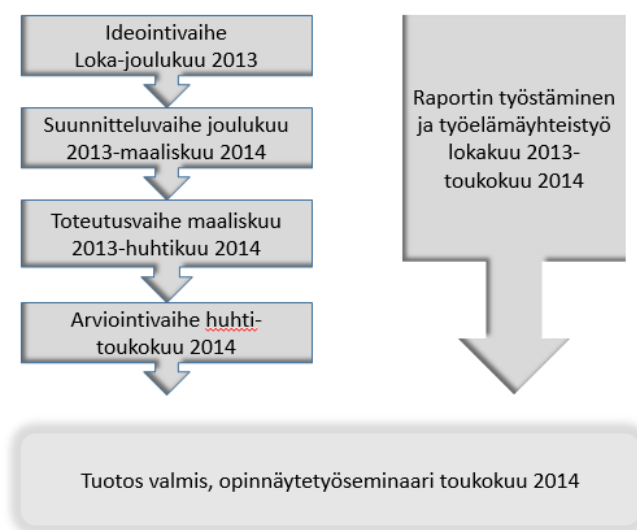 Ideointivaihe
Loka-joulukuu 2013
Suunnitteluvaihe joulukuu
2013-maaliskuu 2014
Toteutusvaihe maaliskuu
2013-huhtikuu 2014
Arviointivaihe huhti-
toukokuu 2014
Raportin työstäminen
ja työelämäyhteistyö
lokakuu 2013-
toukokuu 2014
Tuotos valmis, opinnäytetyöseminaari toukokuu 2014